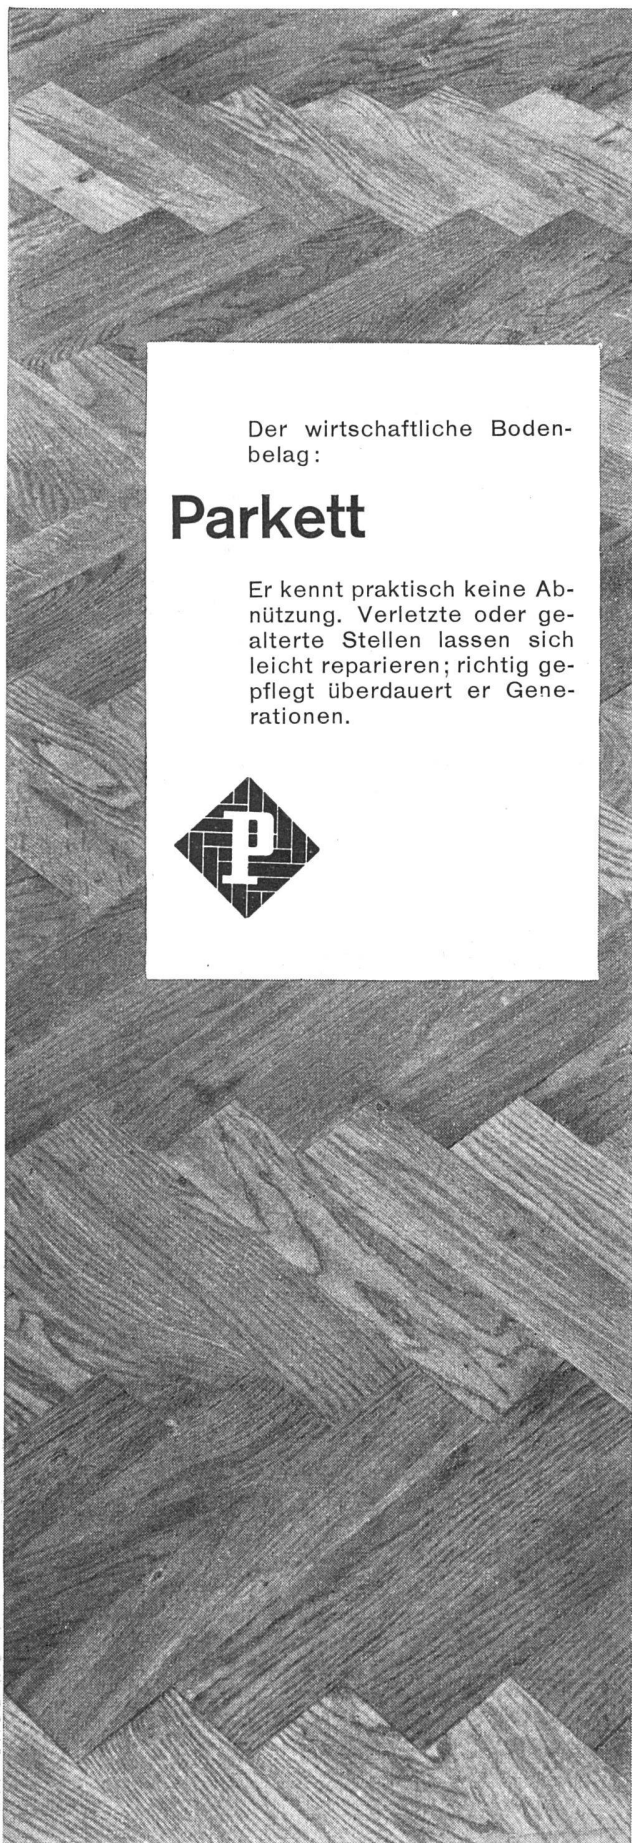 Der wirtschaftliche Boden-
belag:
Parkett
Er kennt praktisch keine Ab-
nützung. Verletzte oder ge-
alterte Stellen lassen sich
leicht reparieren; richtig ge-
pflegt überdauert er Gene-
rationen.
P